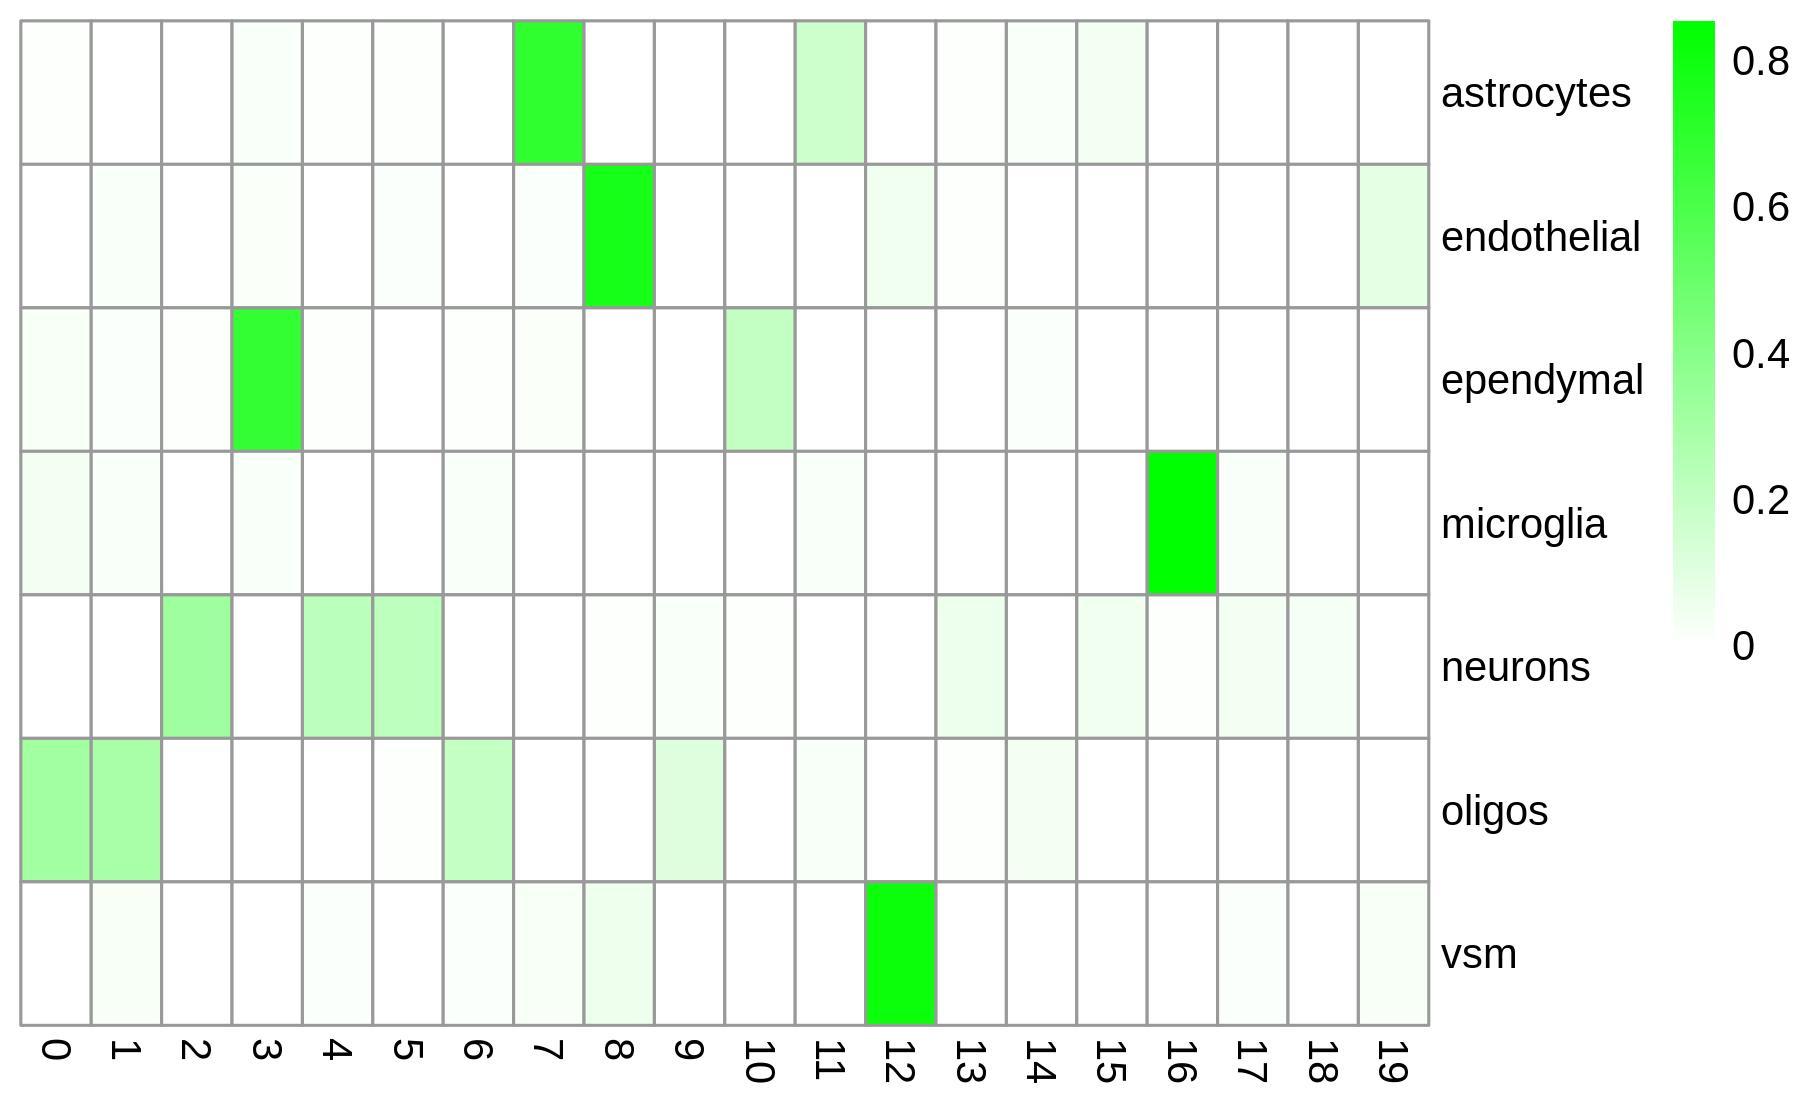 astrocytes
endothelial
ependymal
microglia
neurons
oligos
vsm
0 1 2 3 4 5 6 7 8 9 10 11 12 13 14 15 16 17 18 19
0.8
0.6
0.4
0.2
0